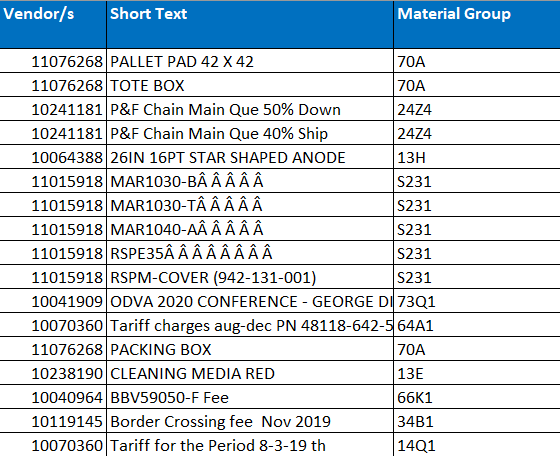 Vendor/s Short Text Material Group
11076268 PALLET PAD 42 X 42 70A
11076268 TOTE BOX 70A
10241181 P&F Chain Main Que 50% Down 24Z4
10241181 P&F Chain Main Que 40% Ship 24Z4
10064388 26IN 16PT STAR SHAPED ANODE 13H
11015918 MAR1030-BÂ Â Â Â Â S231
11015918 MAR1030-TÂ Â Â Â Â S231
11015918 MAR1040-AÂ Â Â Â Â S231
11015918 RSPE35Â Â Â Â Â Â Â Â S231
11015918 RSPM-COVER (942-131-001) S231
10041909 ODVA 2020 CONFERENCE - GEORGE DI 73Q1
10070360 Tariff charges aug-dec PN 48118-642-5 64A1
11076268 PACKING BOX 70A
10238190 CLEANING MEDIA RED 13E
10040964 BBV59050-F Fee 66K1
10119145 Border Crossing fee  Nov 2019 34B1
10070360 Tariff for the Period 8-3-19 th 14Q1